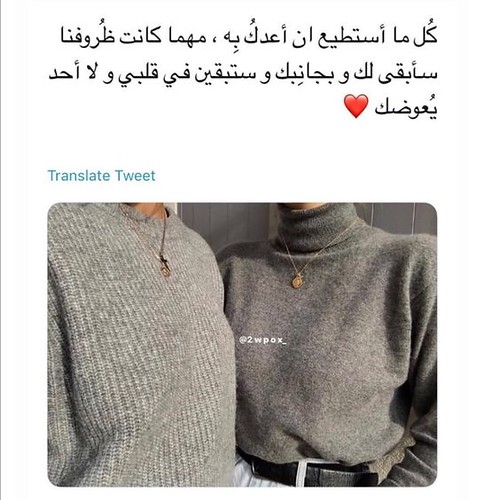 كُل ما أستطيع ان أعدكُ بِه ، مهما كانت ظُروفنا
سأبقى لك و بجانِبك و ستبقين في قلبي و لا أحد
يُعوضك ❤️
Translate Tweet
@2wpox_